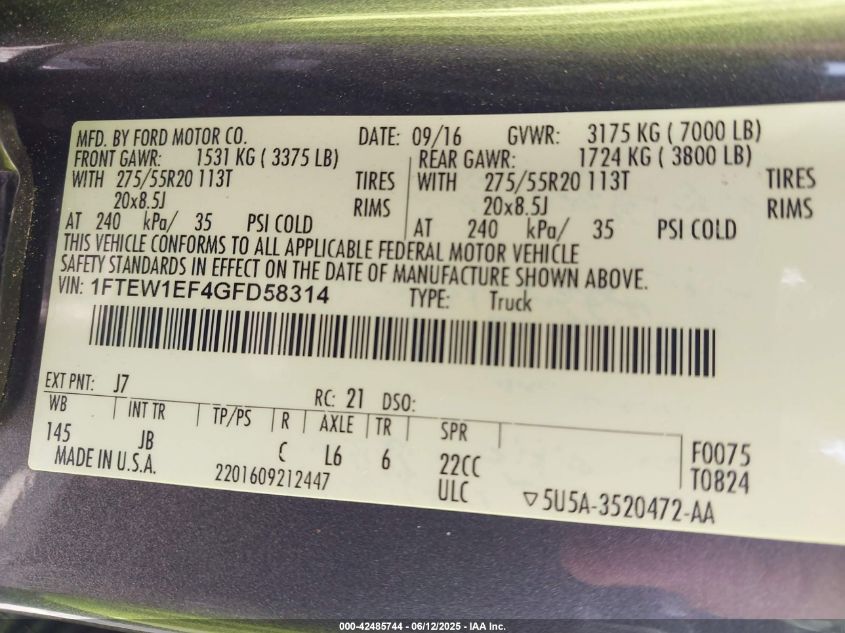 MFD. BY FORD MOTOR CO. DATE: 09/16 GVWR: 3175 KG ( 7000 LB)
FRONT GAWR: 1531 KG ( 3375 LB) REAR GAWR: 1724 KG ( 3800 LB)
WITH 275/55R20 113T TIRES WITH 275/55R20 113T TIRES
20x8.5J RIMS 20x8.5J RIMS
AT 240 kPa/ 35 PSI COLD AT 240 kPa/ 35 PSI COLD
THIS VEHICLE CONFORMS TO ALL APPLICABLE FEDERAL MOTOR VEHICLE
SAFETY STANDARDS IN EFFECT ON THE DATE OF MANUFACTURE SHOWN ABOVE.
VIN: 1FTEW1EF4GFD58314 TYPE: Truck
EXT PNT: J7 RC: 21 DSO:
WB INT TR TP/PS R AXLE TR SPR
145 JB C L6 6 22CC F0075
MADE IN U.S.A. 2201609212447 ULC T0824
▽5U5A-3520472-AA
000-42485744 - 06/12/2025 - IAA Inc.